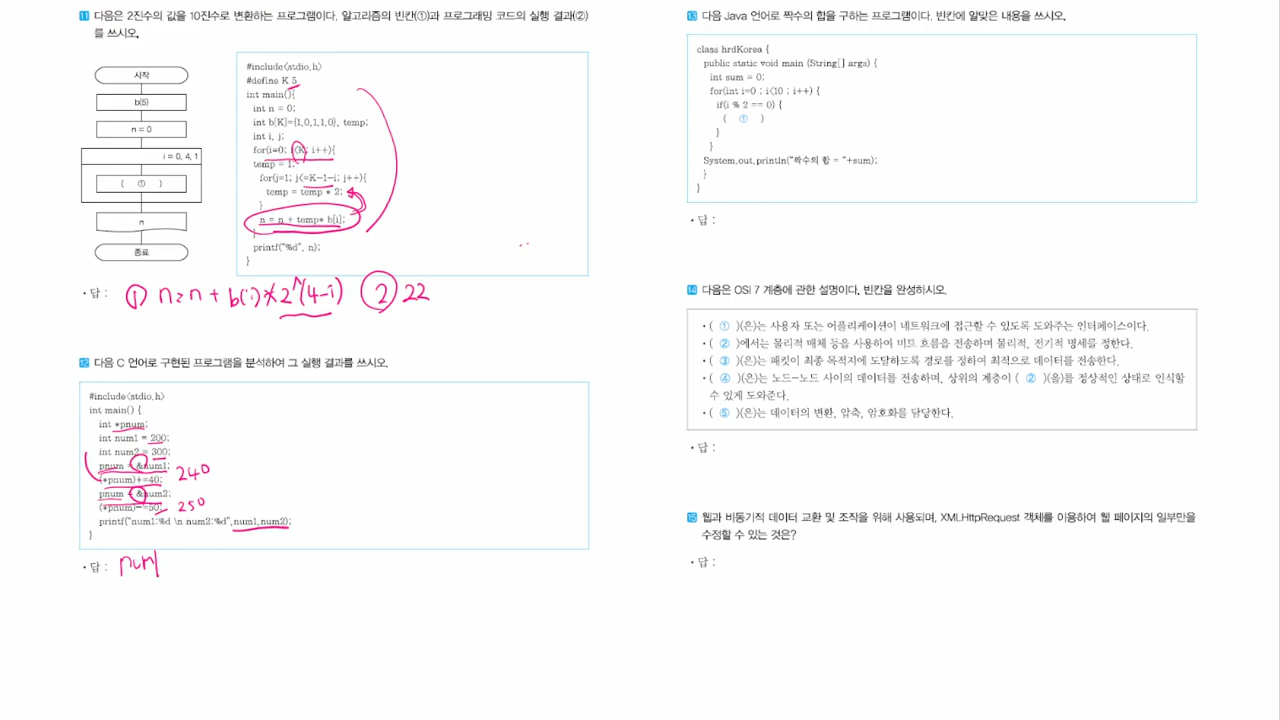 11 다음은 2진수의 값을 10진수로 변환하는 프로그램이다. 알고리즘의 빈칸(①)과 프로그래밍 코드의 실행 결과(②)
를 쓰시오.
시작
b(5)
n = 0
i = 0, 4, 1
( ① )
n
종료
#include<stdio.h>
#define K 5
int main(){
int n = 0;
int b[K]={1,0,1,1,0}, temp;
int i, j;
for(i=0; i<K; i++){
temp = 1;
for(j=1; j<=K-1-i; j++){
temp = temp * 2;
}
n = n + temp* b[i];
}
printf("%d", n);
}
• 답 : ① n=n + b(i)*2^(4-i) ② 22
12 다음 C 언어로 구현된 프로그램을 분석하여 그 실행 결과를 쓰시오.
#include<stdio.h>
int main() {
int *pnum;
int num1 = 200;
int num2 = 300;
pnum = &num1;
(*pnum)+=40; 240
pnum = &num2;
(*pnum)-=50; 250
printf("num1:%d \n num2:%d",num1,num2);
}
• 답 : num1
13 다음 Java 언어로 짝수의 합을 구하는 프로그램이다. 빈칸에 알맞은 내용을 쓰시오.
class hrdKorea {
public static void main (String[] args) {
int sum = 0;
for(int i=0 ; i<10 ; i++) {
if(i % 2 == 0) {
( ① )
}
}
System.out.println("짝수의 합 = "+sum);
}
}
• 답 :
14 다음은 OSI 7 계층에 관한 설명이다. 빈칸을 완성하시오.
• ( ① )(은)는 사용자 또는 어플리케이션이 네트워크에 접근할 수 있도록 도와주는 인터페이스이다.
• ( ② )에서는 물리적 매체 등을 사용하여 비트 흐름을 전송하며 물리적, 전기적 명세를 정한다.
• ( ③ )(은)는 패킷이 최종 목적지에 도달하도록 경로를 정하여 최적으로 데이터를 전송한다.
• ( ④ )(은)는 노드-노드 사이의 데이터를 전송하며, 상위의 계층이 ( ② )(을)를 정상적인 상태로 인식할
수 있게 도와준다.
• ( ⑤ )(은)는 데이터의 변환, 압축, 암호화를 담당한다.
• 답 :
15 웹과 비동기적 데이터 교환 및 조작을 위해 사용되며, XMLHttpRequest 객체를 이용하여 웹 페이지의 일부만을
수정할 수 있는 것은?
• 답 :